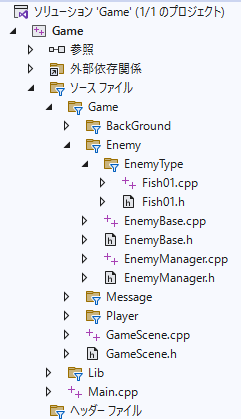 ソリューション 'Game' (1/1 のプロジェクト)
Game
参照
外部依存関係
ソース ファイル
Game
BackGround
Enemy
EnemyType
Fish01.cpp
Fish01.h
EnemyBase.cpp
EnemyBase.h
EnemyManager.cpp
EnemyManager.h
Message
Player
GameScene.cpp
GameScene.h
Lib
Main.cpp
ヘッダー ファイル